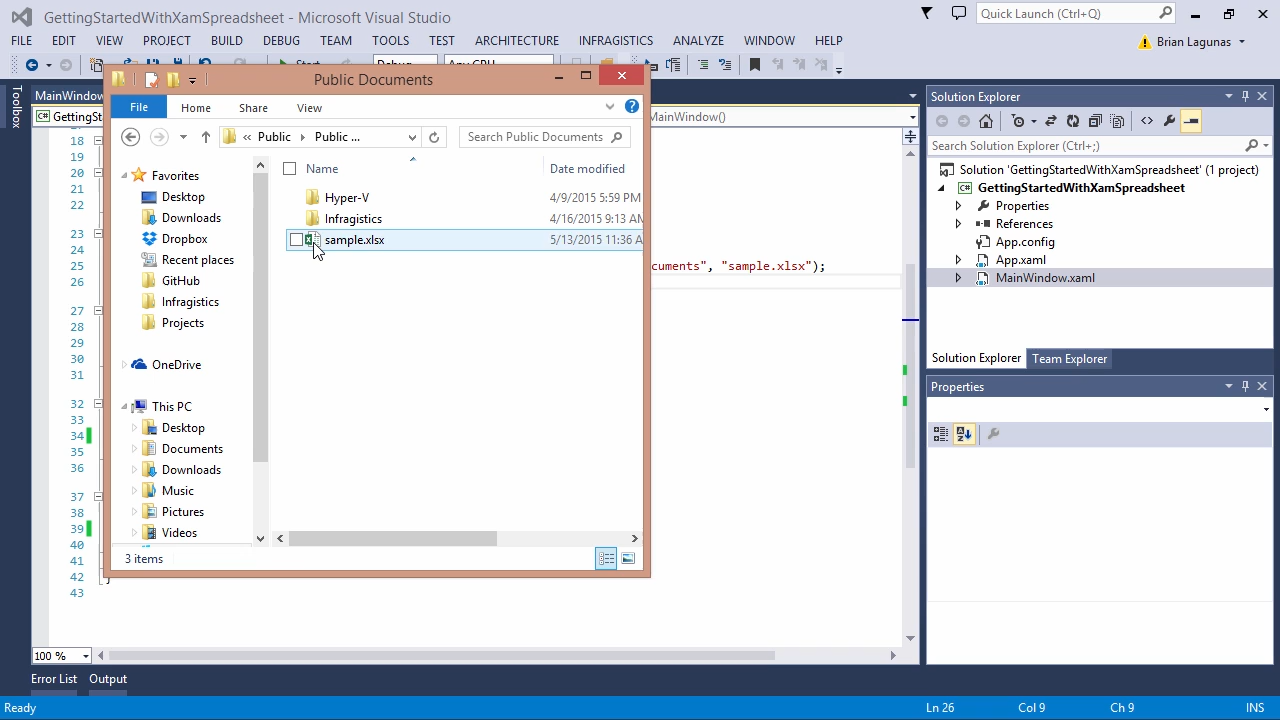 GettingStartedWithXamSpreadsheet - Microsoft Visual Studio
Quick Launch (Ctrl+Q)
FILE EDIT VIEW PROJECT BUILD DEBUG TEAM TOOLS TEST ARCHITECTURE INFRAGISTICS ANALYZE WINDOW HELP
Brian Lagunas
Toolbox
MainWindow
GettingSt
MainWindow()
Public Documents
File Home Share View
Public Public ...
Search Public Documents
Name Date modified
Hyper-V 4/9/2015 5:59 PM
Infragistics 4/16/2015 9:13 AM
sample.xlsx 5/13/2015 11:36 A
Favorites
Desktop
Downloads
Dropbox
Recent places
GitHub
Infragistics
Projects
OneDrive
This PC
Desktop
Documents
Downloads
Music
Pictures
Videos
3 items
18
19
20
21
22
23
24
25 cuments", "sample.xlsx");
26
27
28
29
30
31
32
33
34
35
36
37
38
39
40
41
42 }
43
100 %
Solution Explorer
Search Solution Explorer (Ctrl+;)
Solution 'GettingStartedWithXamSpreadsheet' (1 project)
C# GettingStartedWithXamSpreadsheet
Properties
References
App.config
App.xaml
MainWindow.xaml
Solution Explorer Team Explorer
Properties
Error List Output
Ready Ln 26 Col 9 Ch 9 INS